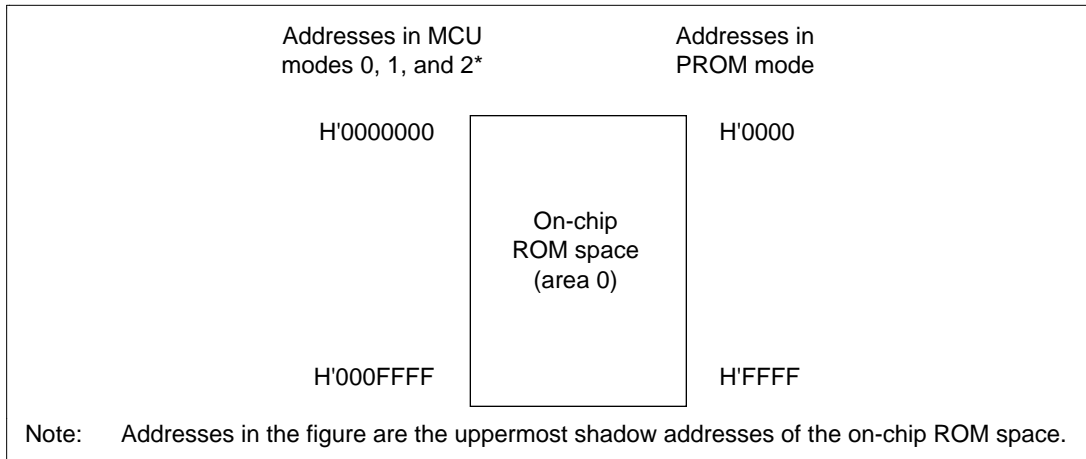 Addresses in MCU
modes 0, 1, and 2*
Addresses in
PROM mode
H'0000000
H'0000
On-chip
ROM space
(area 0)
H'000FFFF
H'FFFF
Note: Addresses in the figure are the uppermost shadow addresses of the on-chip ROM space.